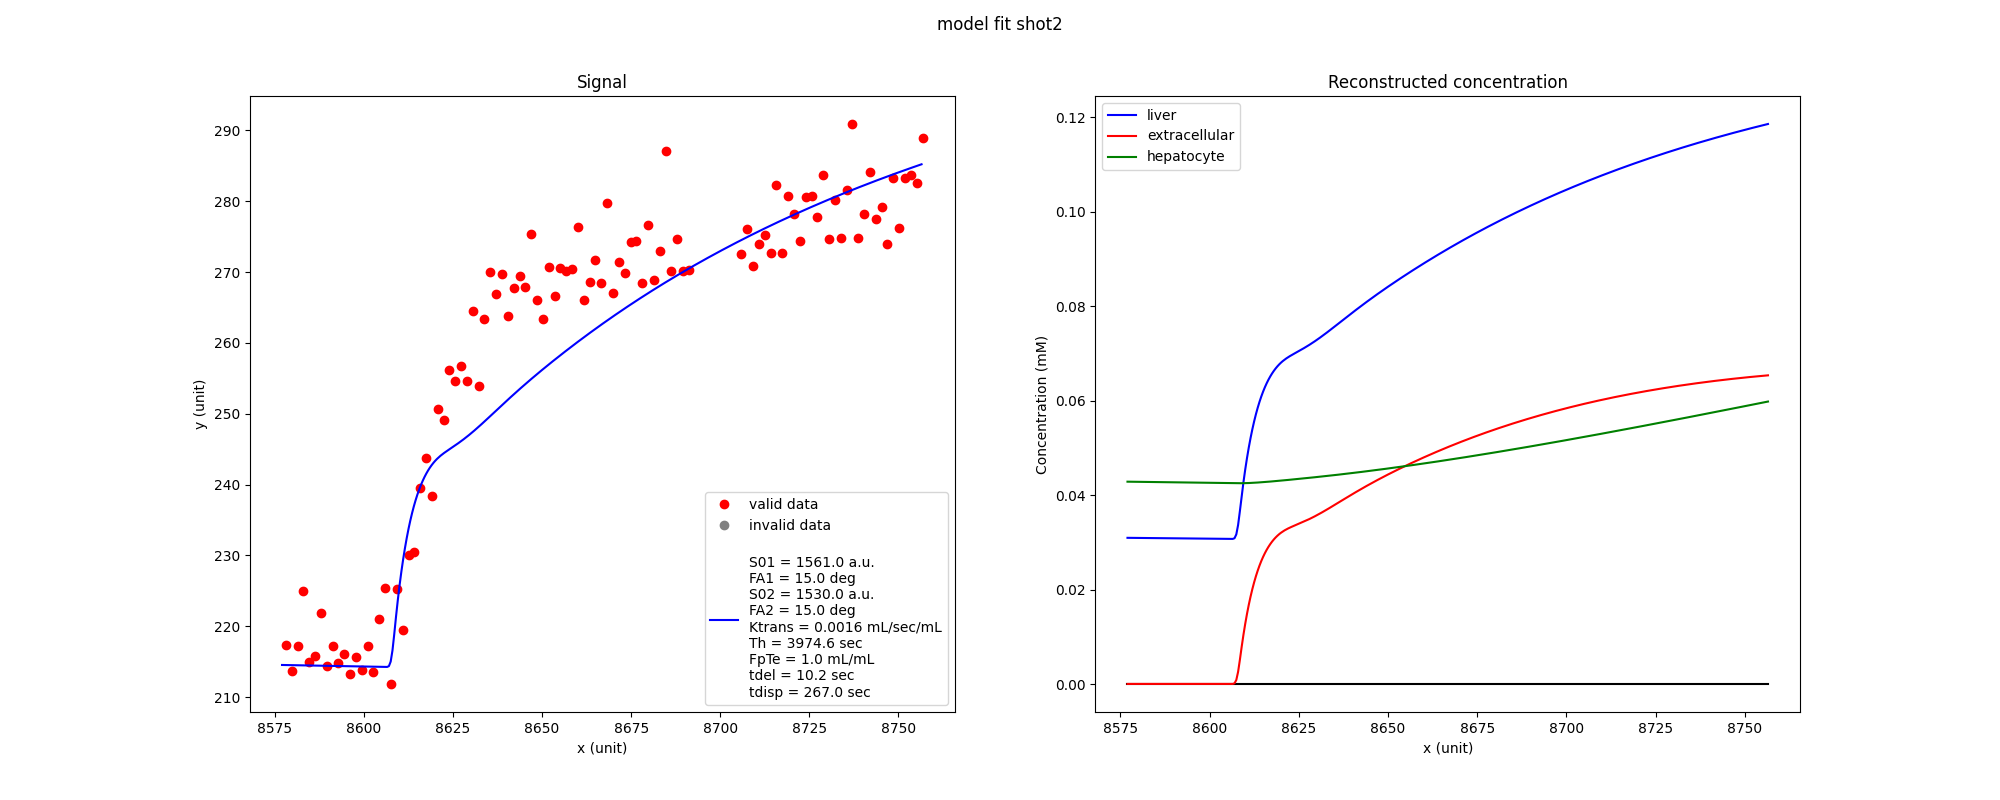 model fit shot2
Signal
y (unit)
290
280
270
260
250
240
230
220
210
8575
8600
8625
8650
8675
8700
8725
8750
x (unit)
valid data
invalid data
S01 = 1561.0 a.u.
FA1 = 15.0 deg
S02 = 1530.0 a.u.
FA2 = 15.0 deg
Ktrans = 0.0016 mL/sec/mL
Th = 3974.6 sec
FpTe = 1.0 mL/mL
tdel = 10.2 sec
tdisp = 267.0 sec
Reconstructed concentration
Concentration (mM)
0.12
0.10
0.08
0.06
0.04
0.02
0.00
8575
8600
8625
8650
8675
8700
8725
8750
x (unit)
liver
extracellular
hepatocyte